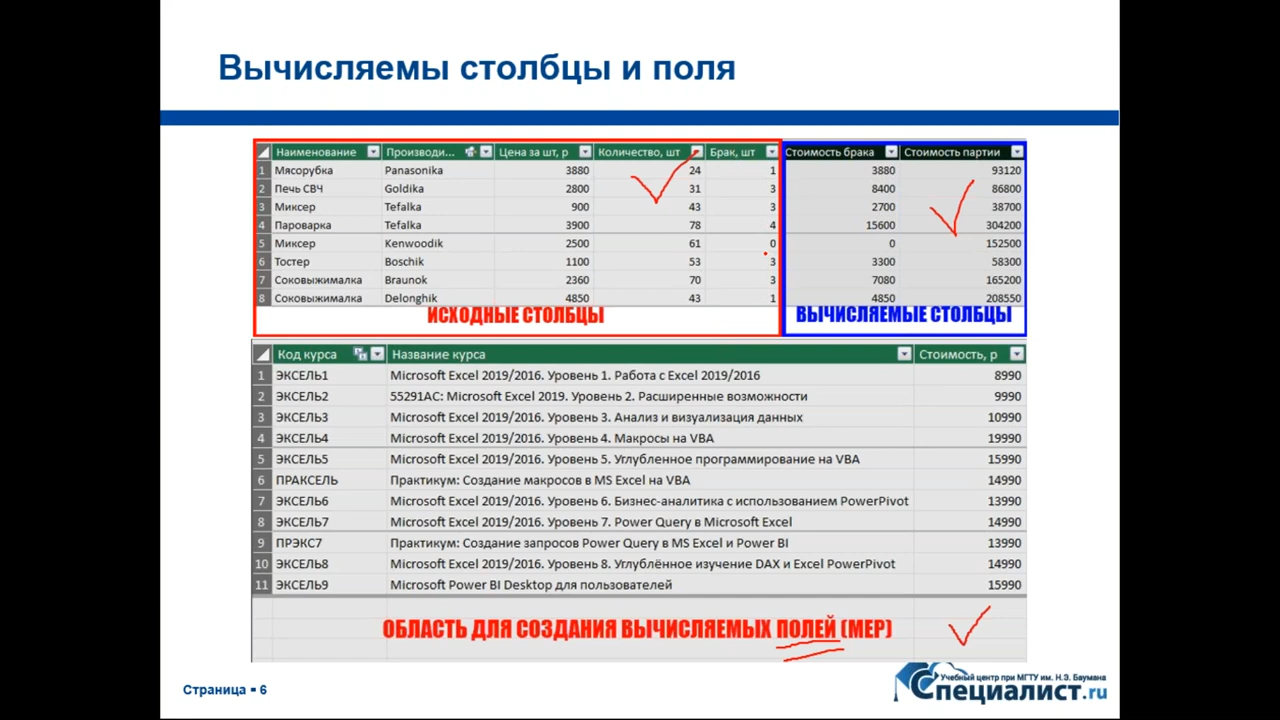 Вычисляемы столбцы и поля
Наименование Производи... Цена за шт, р Количество, шт Брак, шт Стоимость брака Стоимость партии
1 Мясорубка Panasonika 3880 24 1 3880 93120
2 Печь СВЧ Goldika 2800 31 3 8400 86800
3 Миксер Tefalka 900 43 3 2700 38700
4 Пароварка Tefalka 3900 78 4 15600 304200
5 Миксер Kenwoodik 2500 61 0 0 152500
6 Тостер Boschik 1100 53 3 3300 58300
7 Соковыжималка Braunok 2360 70 3 7080 165200
8 Соковыжималка Delonghik 4850 43 1 4850 208550
ИСХОДНЫЕ СТОЛБЦЫ ВЫЧИСЛЯЕМЫЕ СТОЛБЦЫ
Код курса Название курса Стоимость, р
1 ЭКСЕЛЬ1 Microsoft Excel 2019/2016. Уровень 1. Работа с Excel 2019/2016 8990
2 ЭКСЕЛЬ2 55291AC: Microsoft Excel 2019. Уровень 2. Расширенные возможности 9990
3 ЭКСЕЛЬ3 Microsoft Excel 2019/2016. Уровень 3. Анализ и визуализация данных 10990
4 ЭКСЕЛЬ4 Microsoft Excel 2019/2016. Уровень 4. Макросы на VBA 19990
5 ЭКСЕЛЬ5 Microsoft Excel 2019/2016. Уровень 5. Углубленное программирование на VBA 15990
6 ПРАКСЕЛЬ Практикум: Создание макросов в MS Excel на VBA 14990
7 ЭКСЕЛЬ6 Microsoft Excel 2019/2016. Уровень 6. Бизнес-аналитика с использованием PowerPivot 13990
8 ЭКСЕЛЬ7 Microsoft Excel 2019/2016. Уровень 7. Power Query в Microsoft Excel 14990
9 ПРЭКС7 Практикум: Создание запросов Power Query в MS Excel и Power BI 13990
10 ЭКСЕЛЬ8 Microsoft Excel 2019/2016. Уровень 8. Углублённое изучение DAX и Excel PowerPivot 14990
11 ЭКСЕЛЬ9 Microsoft Power BI Desktop для пользователей 15990
ОБЛАСТЬ ДЛЯ СОЗДАНИЯ ВЫЧИСЛЯЕМЫХ ПОЛЕЙ (МЕР)
Страница ▪ 6
Учебный центр при МГТУ им. Н.Э. Баумана
Специалист.ru